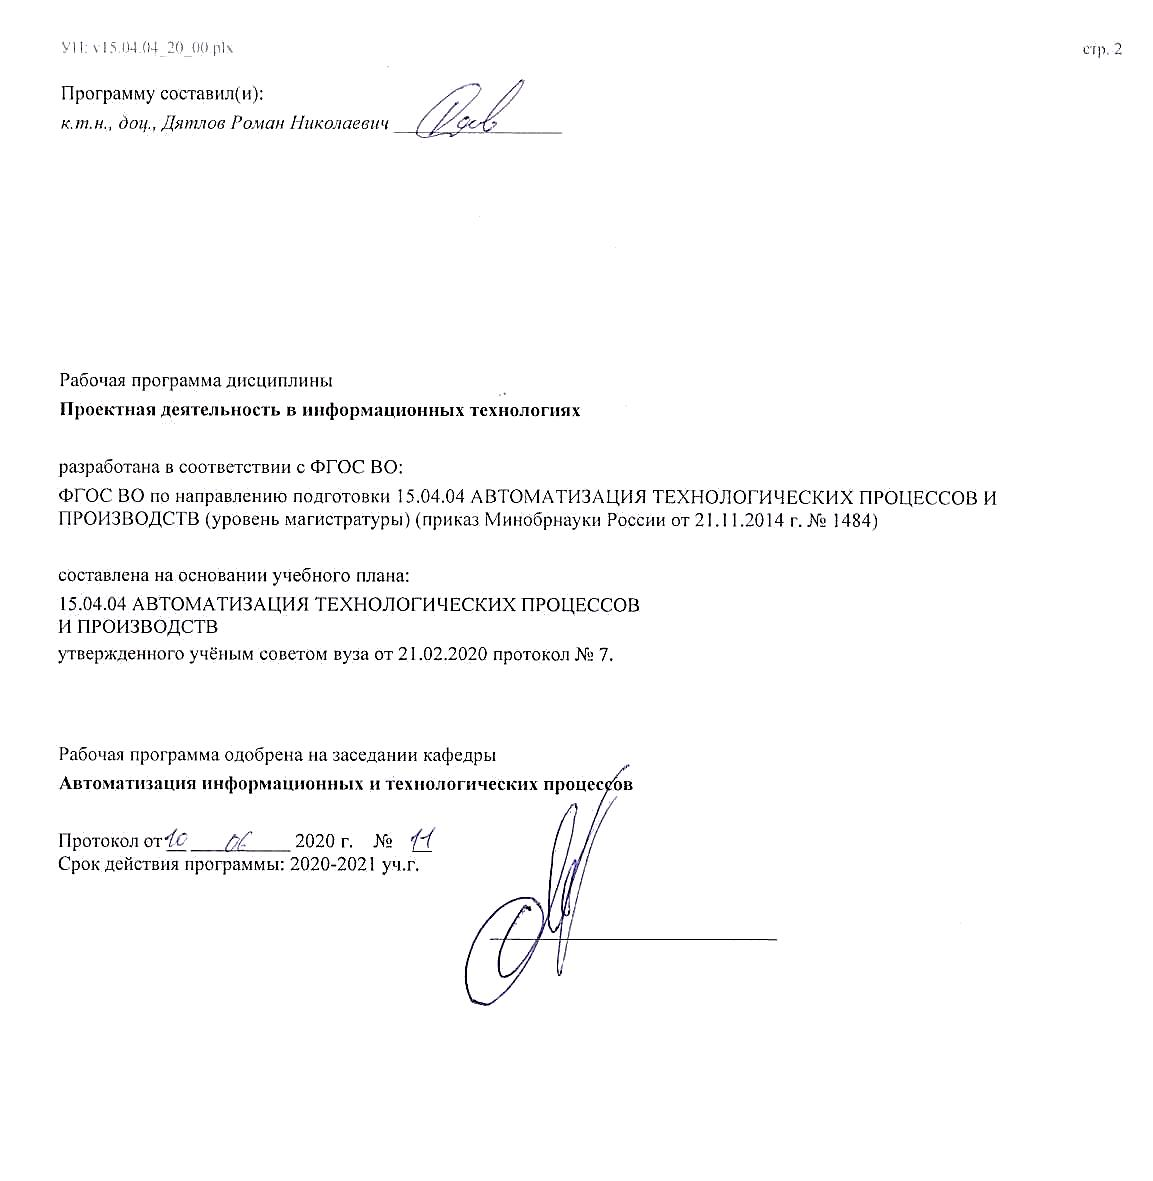 УП: v15.04.04_20_00.plx
стр. 2
Программу составил(и):
к.т.н., доц., Дятлов Роман Николаевич
Рабочая программа дисциплины
Проектная деятельность в информационных технологиях
разработана в соответствии с ФГОС ВО:
ФГОС ВО по направлению подготовки 15.04.04 АВТОМАТИЗАЦИЯ ТЕХНОЛОГИЧЕСКИХ ПРОЦЕССОВ И
ПРОИЗВОДСТВ (уровень магистратуры) (приказ Минобрнауки России от 21.11.2014 г. № 1484)
составлена на основании учебного плана:
15.04.04 АВТОМАТИЗАЦИЯ ТЕХНОЛОГИЧЕСКИХ ПРОЦЕССОВ
И ПРОИЗВОДСТВ
утвержденного учёным советом вуза от 21.02.2020 протокол № 7.
Рабочая программа одобрена на заседании кафедры
Автоматизация информационных и технологических процессов
Протокол от 10 06 2020 г. № 11
Срок действия программы: 2020-2021 уч.г.